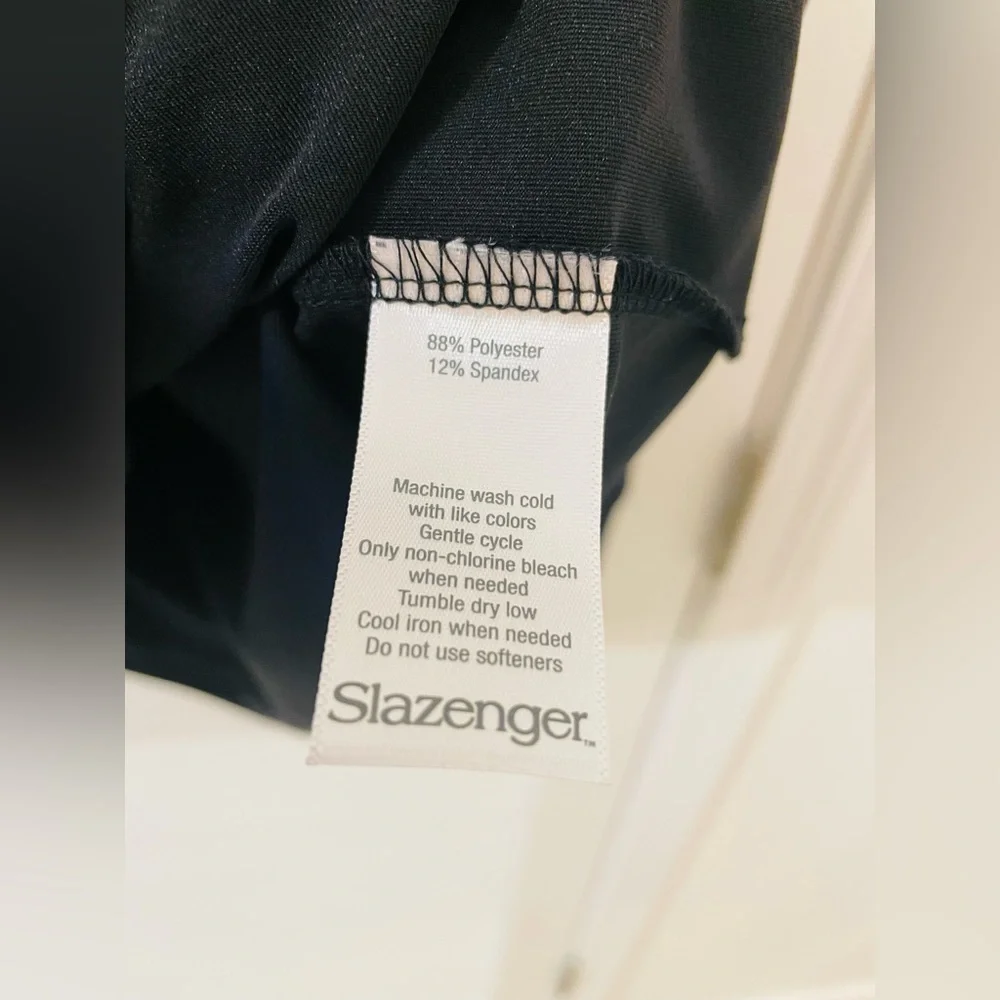 88% Polyester
12% Spandex
Machine wash cold
with like colors
Gentle cycle
Only non-chlorine bleach
when needed
Tumble dry low
Cool iron when needed
Do not use softeners
Slazenger™